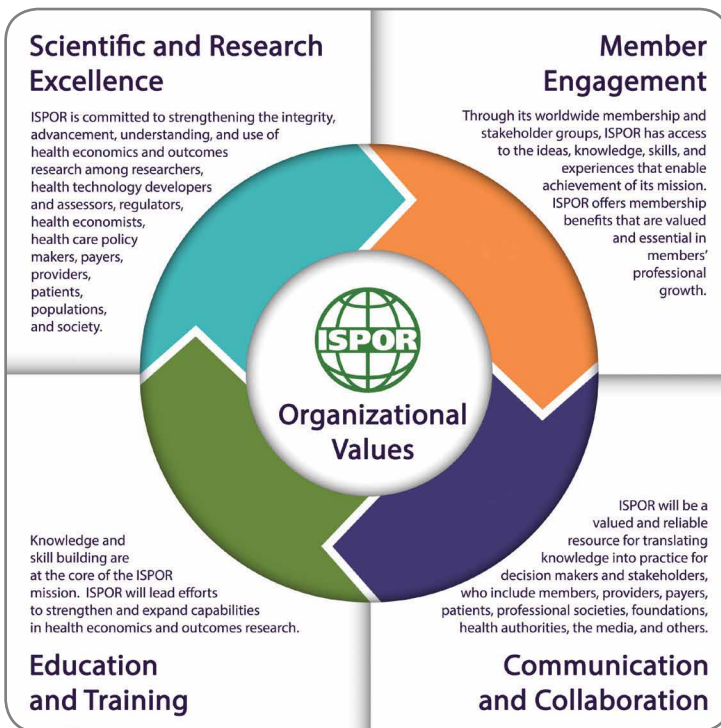 Scientific and Research
Excellence
ISPOR is committed to strengthening the integrity,
advancement, understanding, and use of
health economics and outcomes
research among researchers,
health technology developers
and assessors, regulators,
health economists,
health care policy
makers, payers,
providers,
patients,
populations,
and society.
Member
Engagement
Through its worldwide membership and
stakeholder groups, ISPOR has access
to the ideas, knowledge, skills, and
experiences that enable
achievement of its mission.
ISPOR offers membership
benefits that are valued
and essential in
members'
professional
growth.
ISPOR
Organizational
Values
Knowledge and
skill building are
at the core of the ISPOR
mission.  ISPOR will lead efforts
to strengthen and expand capabilities
in health economics and outcomes research.
Education
and Training
ISPOR will be a
valued and reliable
resource for translating
knowledge into practice for
decision makers and stakeholders,
who include members, providers, payers,
patients, professional societies, foundations,
health authorities, the media, and others.
Communication
and Collaboration